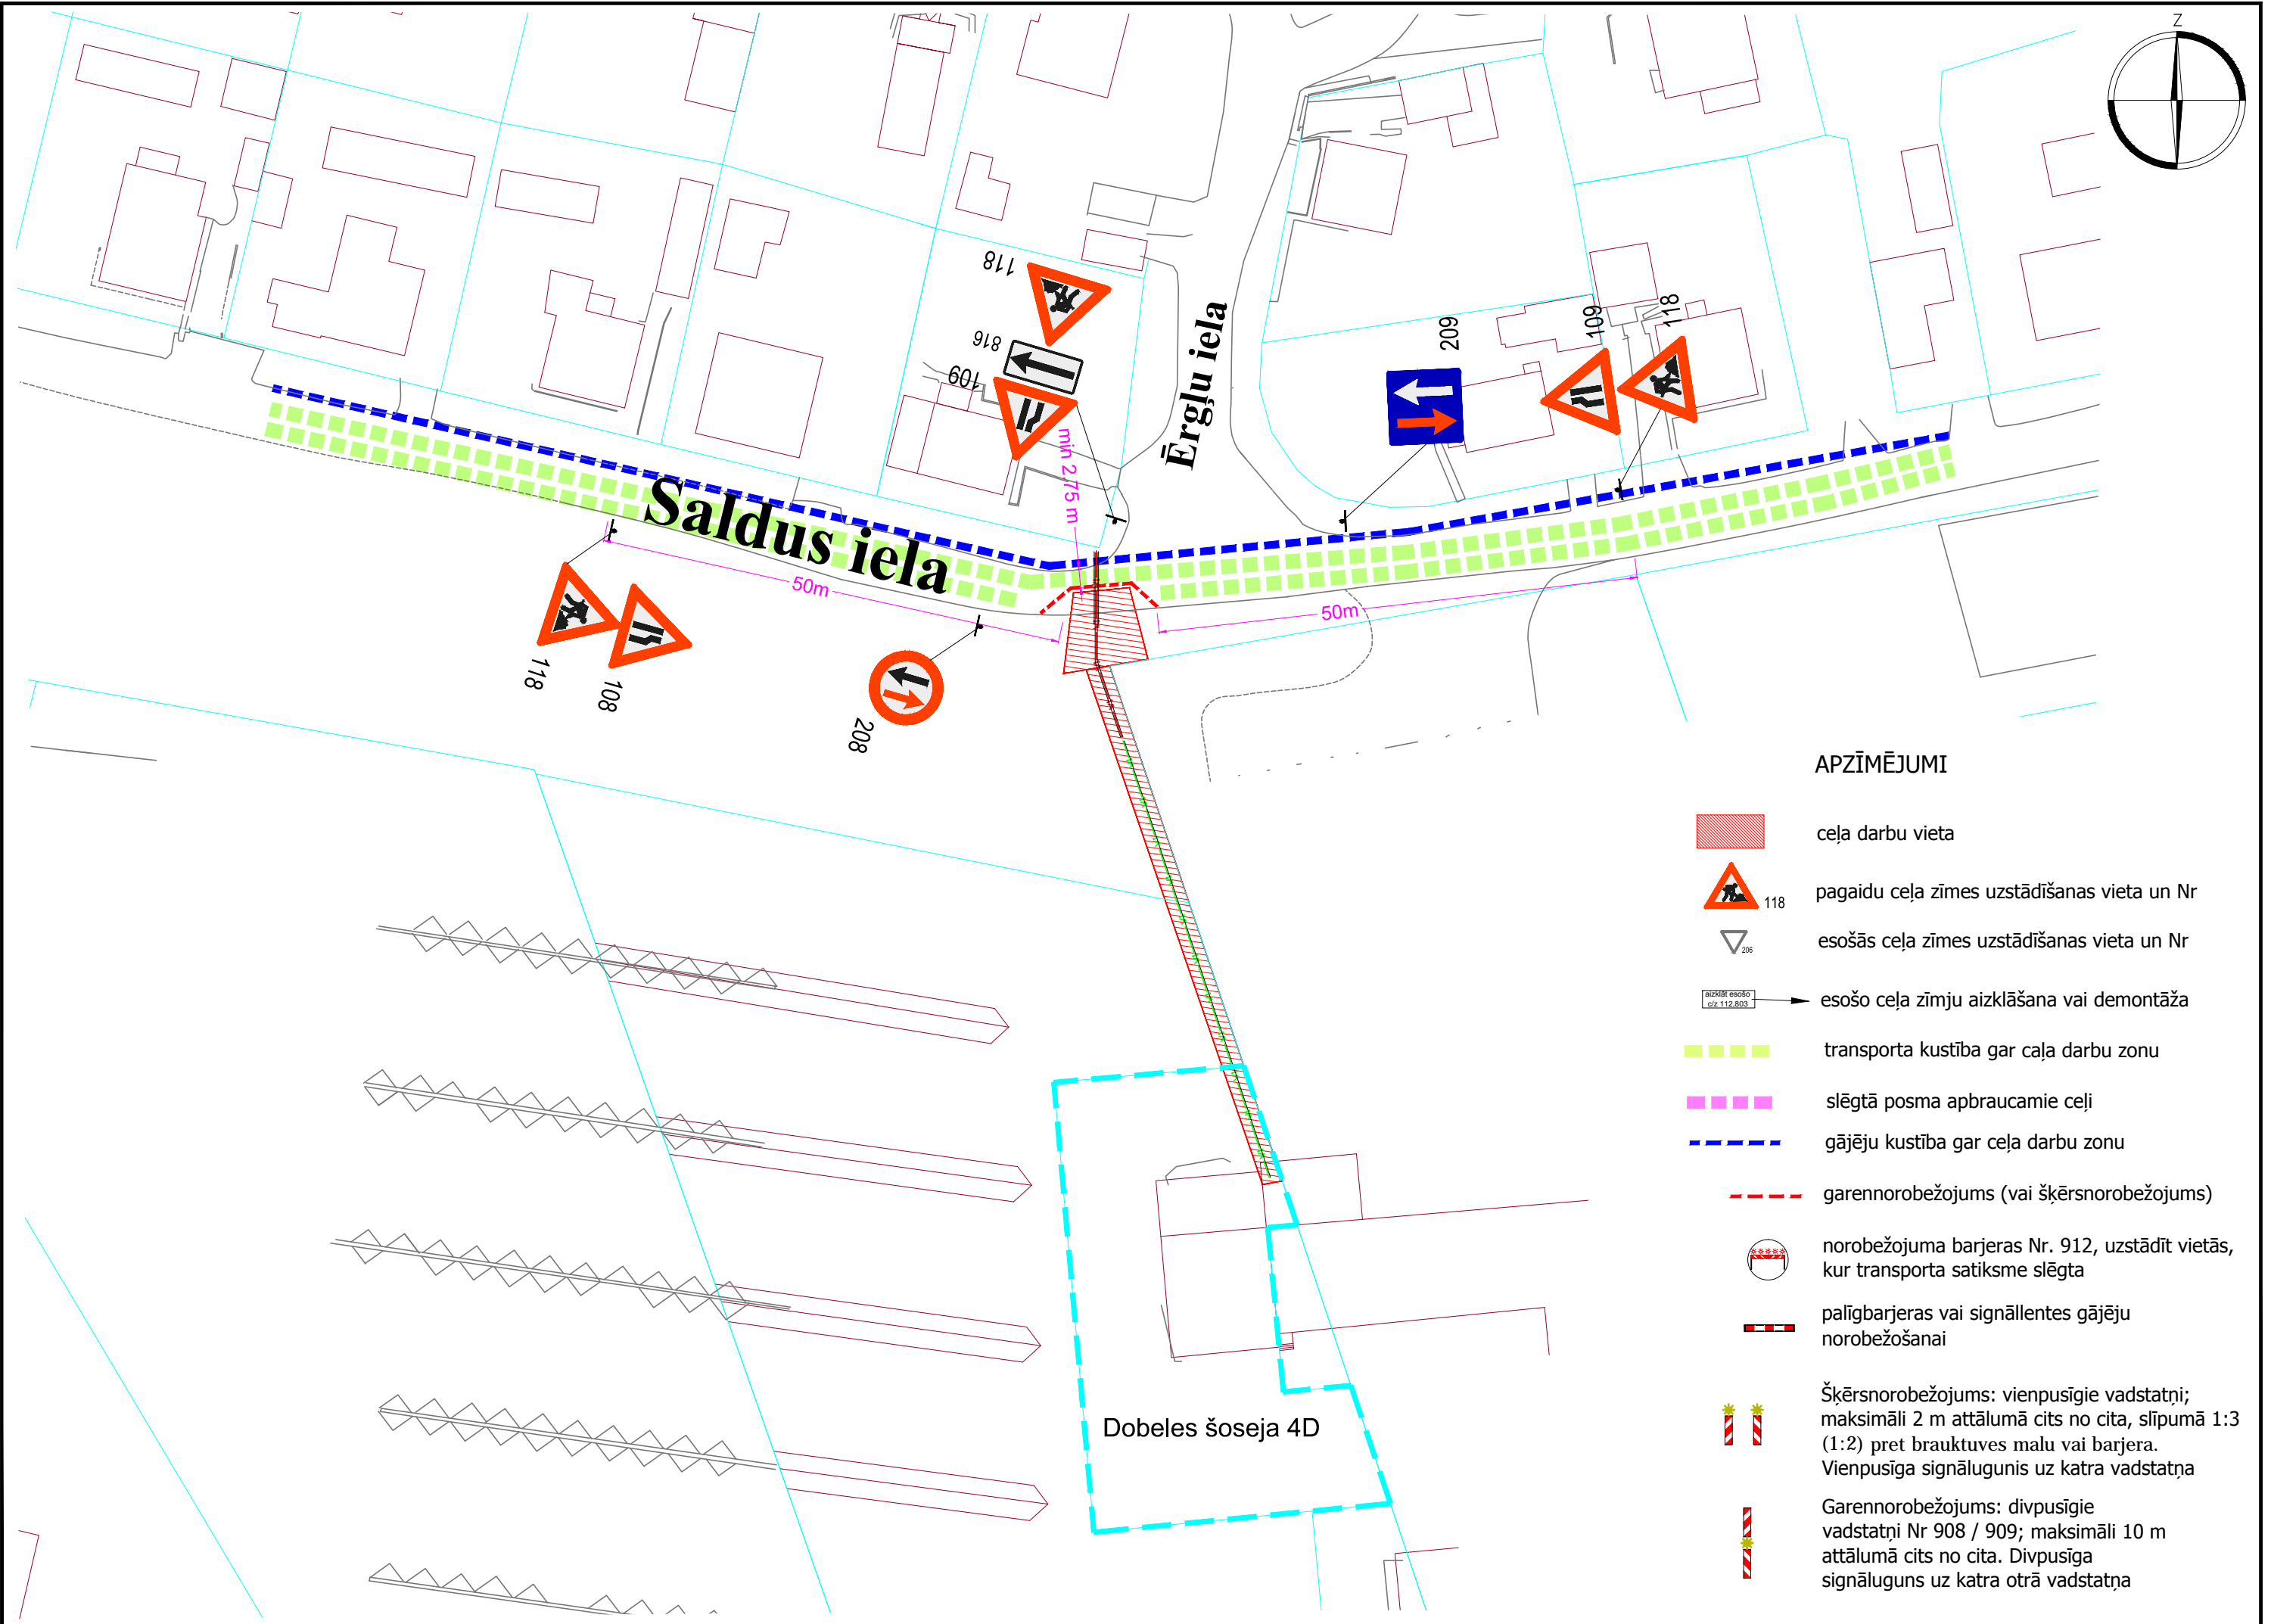 Z
118
816
109
Ērgļu iela
209
109
118
min 2,75 m
Saldus iela
50m
50m
118
108
208
Dobeles šoseja 4D
APZĪMĒJUMI
ceļa darbu vieta
118
pagaidu ceļa zīmes uzstādīšanas vieta un Nr
206
esošās ceļa zīmes uzstādīšanas vieta un Nr
aizklāt esošo
c/z 112,803
esošo ceļa zīmju aizklāšana vai demontāža
transporta kustība gar caļa darbu zonu
slēgtā posma apbraucamie ceļi
gājēju kustība gar ceļa darbu zonu
garennorobežojums (vai šķērsnorobežojums)
norobežojuma barjeras Nr. 912, uzstādīt vietās,
kur transporta satiksme slēgta
palīgbarjeras vai signāllentes gājēju
norobežošanai
Šķērsnorobežojums: vienpusīgie vadstatņi;
maksimāli 2 m attālumā cits no cita, slīpumā 1:3
(1:2) pret brauktuves malu vai barjera.
Vienpusīga signālugunis uz katra vadstatņa
Garennorobežojums: divpusīgie
vadstatņi Nr 908 / 909; maksimāli 10 m
attālumā cits no cita. Divpusīga
signāluguns uz katra otrā vadstatņa